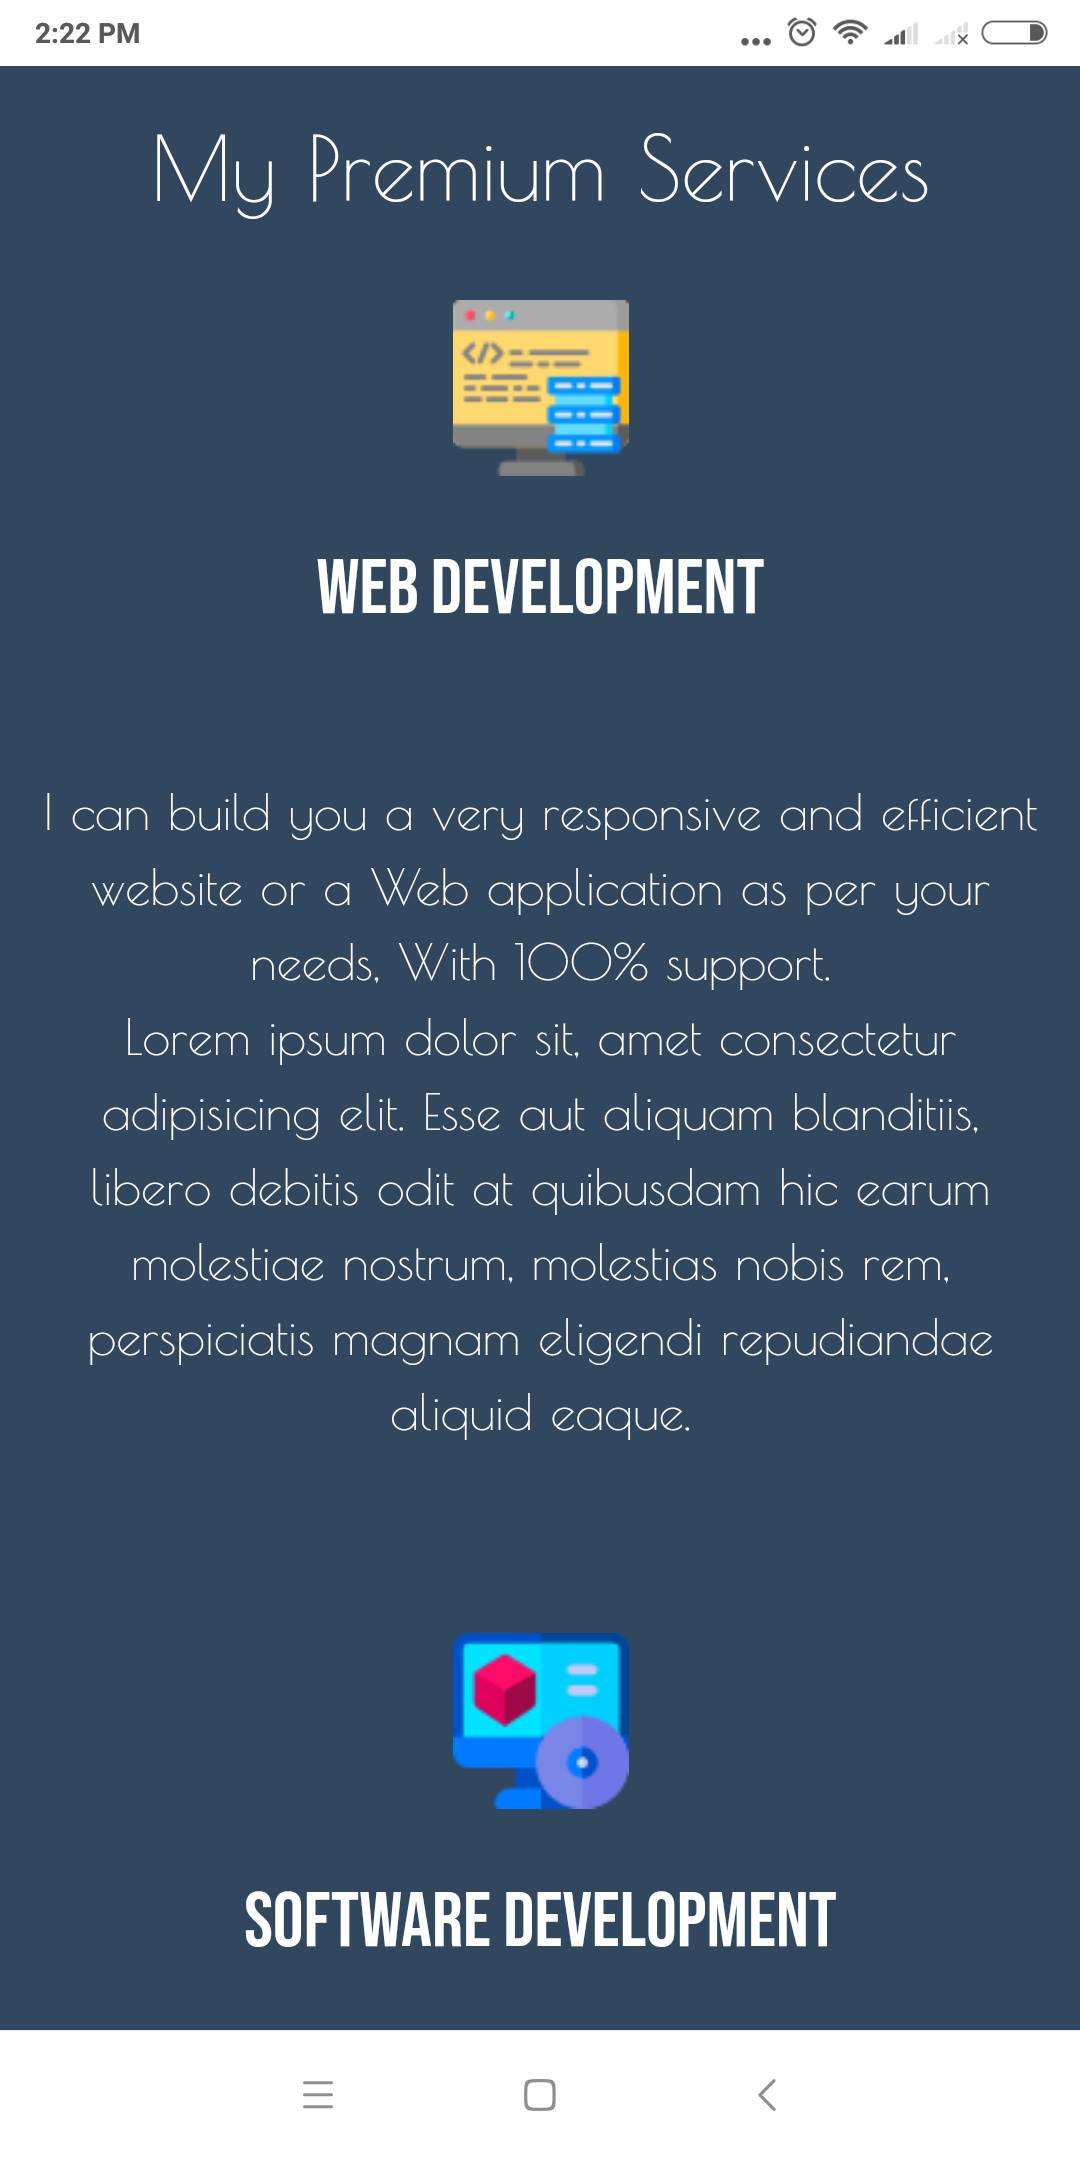 2:22 PM
My Premium Services
</>
WEB DEVELOPMENT
I can build you a very responsive and efficient
website or a Web application as per your
needs, With 100% support.
Lorem ipsum dolor sit, amet consectetur
adipisicing elit. Esse aut aliquam blanditiis,
libero debitis odit at quibusdam hic earum
molestiae nostrum, molestias nobis rem,
perspiciatis magnam eligendi repudiandae
aliquid eaque.
SOFTWARE DEVELOPMENT